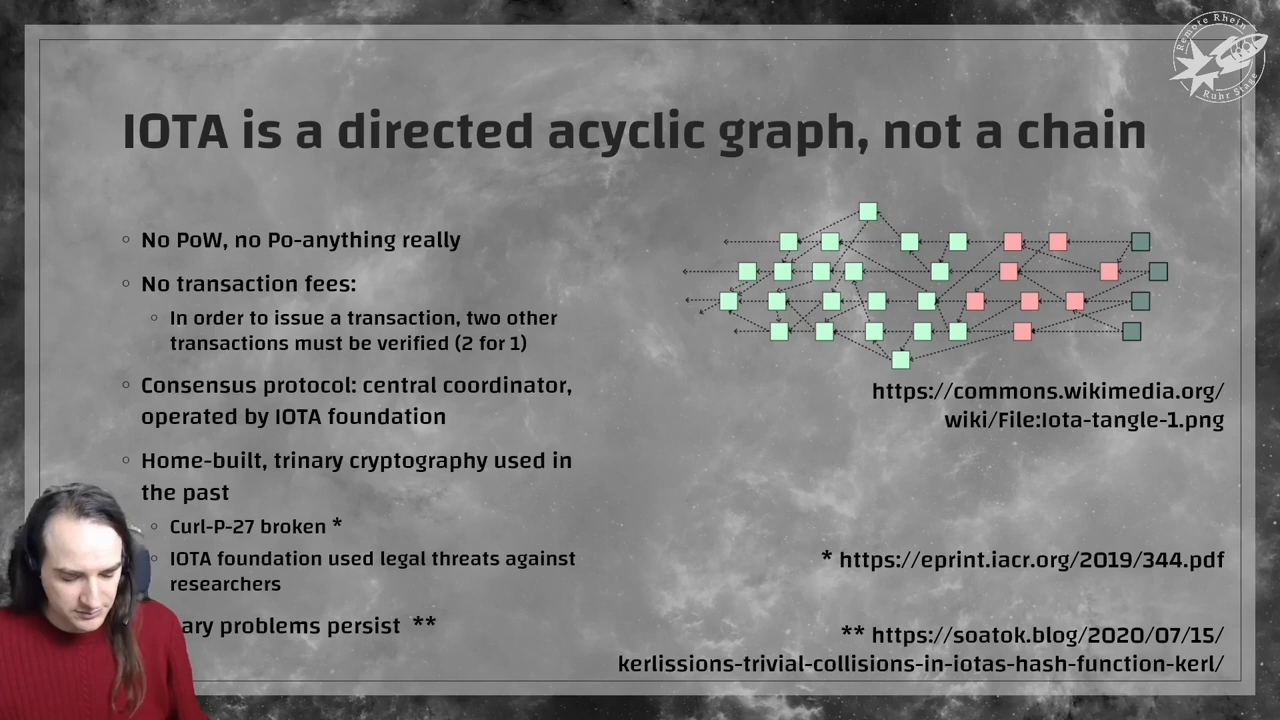 Remote Rhein
Ruhr Stage
IOTA is a directed acyclic graph, not a chain
No PoW, no Po-anything really
No transaction fees:
In order to issue a transaction, two other
transactions must be verified (2 for 1)
Consensus protocol: central coordinator,
operated by IOTA foundation
Home-built, trinary cryptography used in
the past
Curl-P-27 broken *
IOTA foundation used legal threats against
researchers
problems persist **
https://commons.wikimedia.org/
wiki/File:Iota-tangle-1.png
* https://eprint.iacr.org/2019/344.pdf
** https://soatok.blog/2020/07/15/
kerlissions-trivial-collisions-in-iotas-hash-function-kerl/